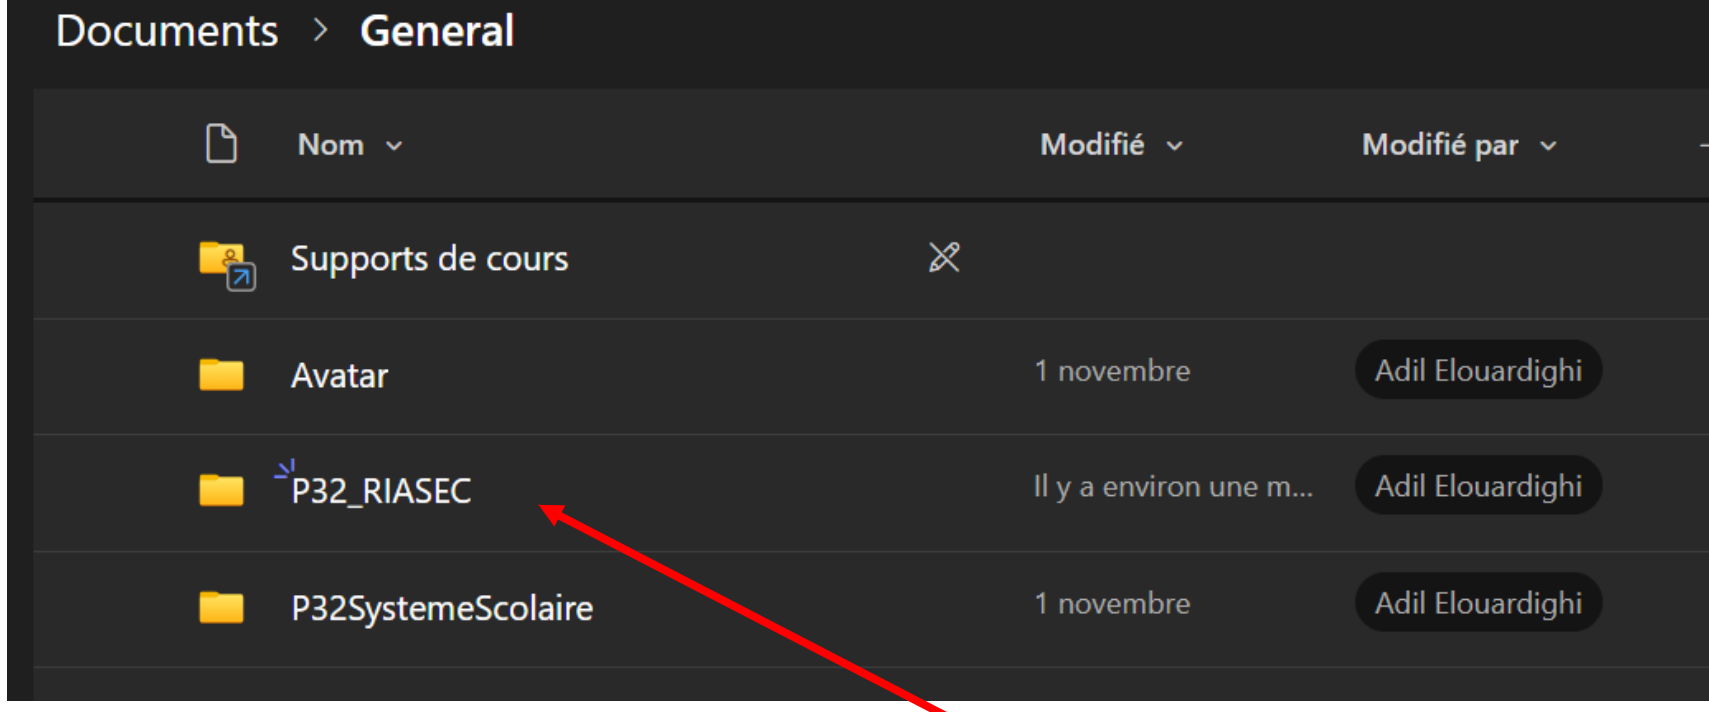 Documents > General
Nom Modifié Modifié par
Supports de cours
Avatar 1 novembre Adil Elouardighi
P32_RIASEC Il y a environ une m... Adil Elouardighi
P32SystemeScolaire 1 novembre Adil Elouardighi